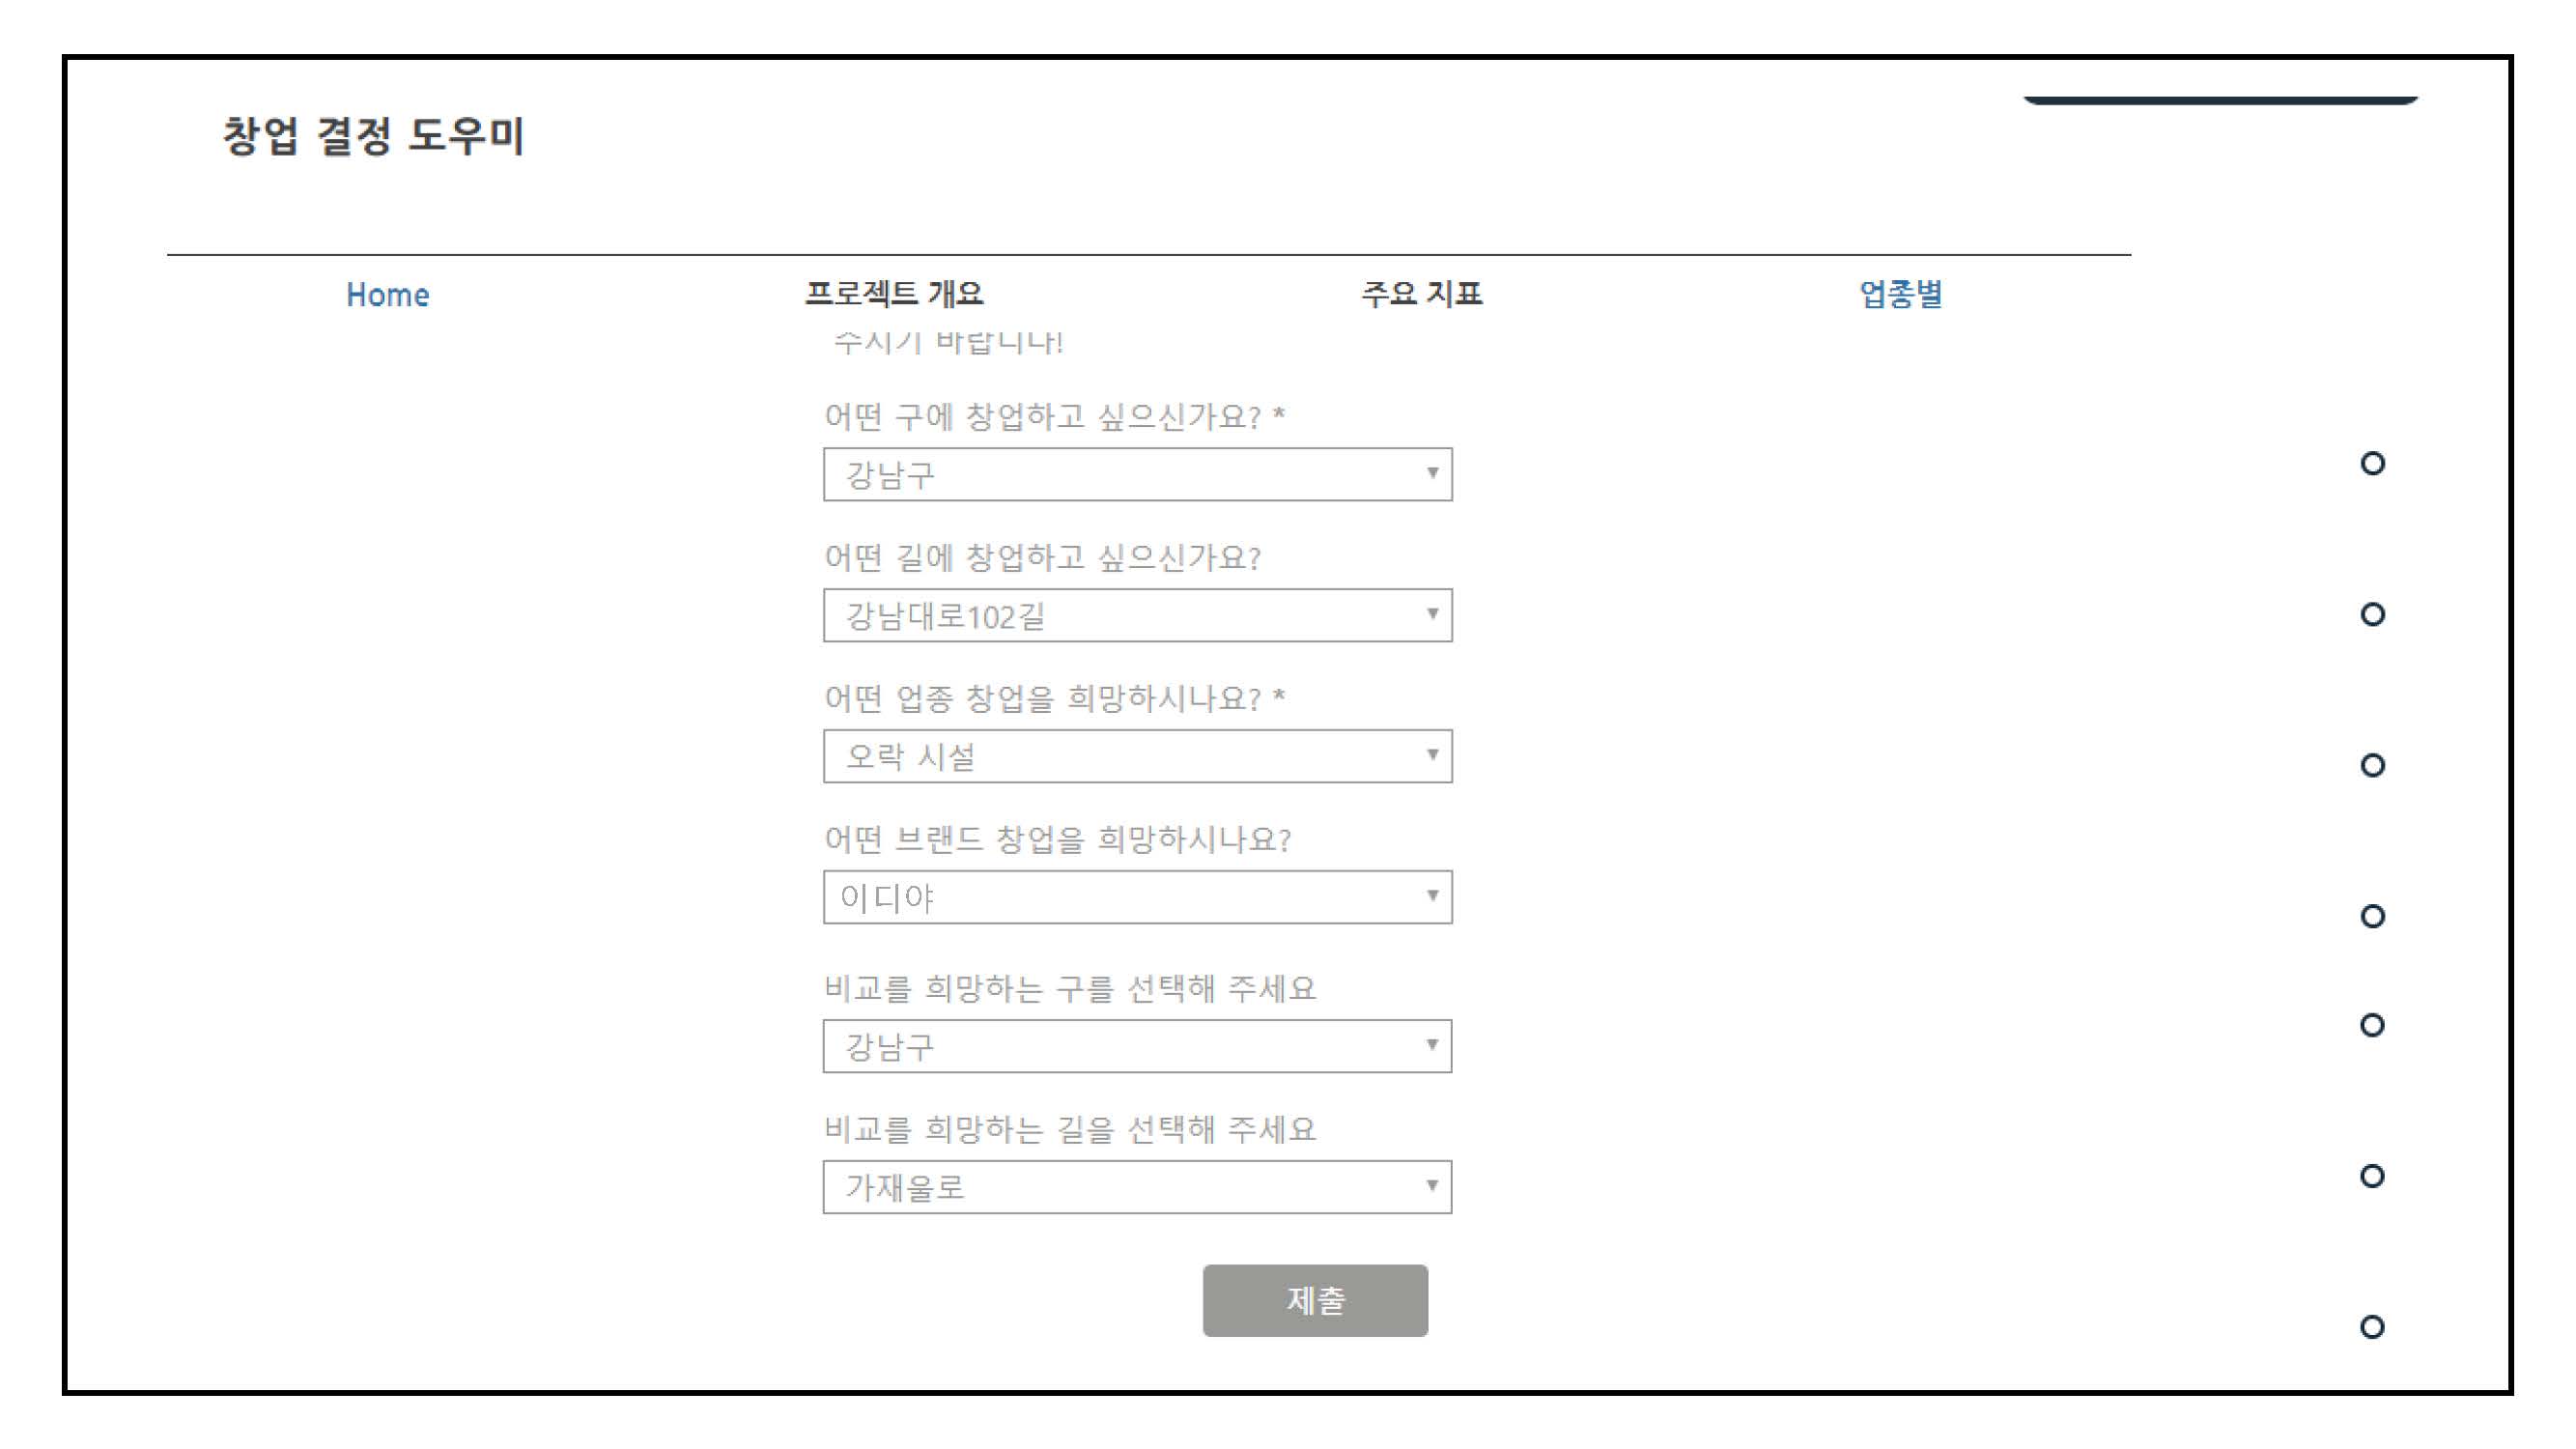 창업 결정 도우미
Home 프로젝트 개요 주요 지표 업종별
주시기 바랍니다!
어떤 구에 창업하고 싶으신가요? *
강남구
어떤 길에 창업하고 싶으신가요?
강남대로102길
어떤 업종 창업을 희망하시나요? *
오락 시설
어떤 브랜드 창업을 희망하시나요?
이디야
비교를 희망하는 구를 선택해 주세요
강남구
비교를 희망하는 길을 선택해 주세요
가재울로
제출